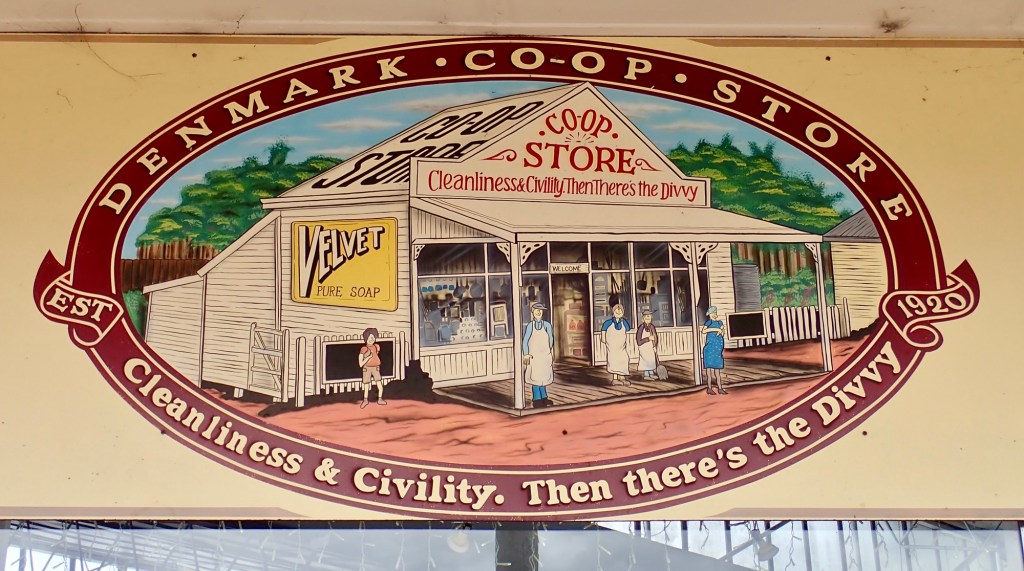 DENMARK · CO-OP · STORE
CO-OP
STORE
·CO-OP·
STORE
Cleanliness & Civility. Then There's the Divvy
VELVET
PURE SOAP
WELCOME
EST
1920
Cleanliness & Civility. Then there's the Divvy